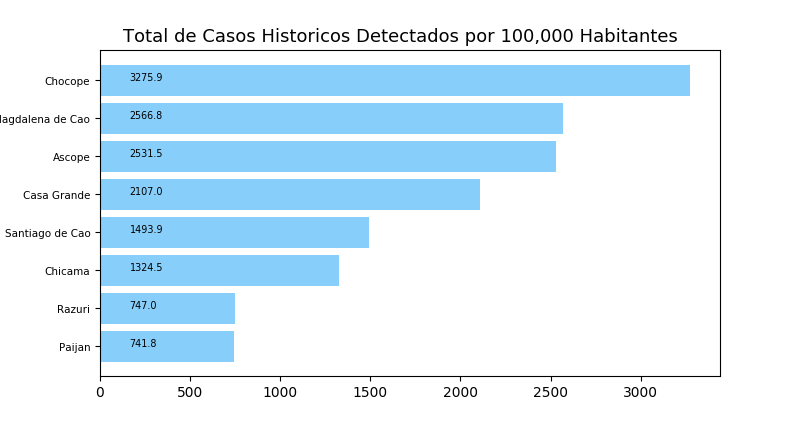 Total de Casos Historicos Detectados por 100,000 Habitantes
Chocope 3275.9
de Cao 2566.8
Ascope 2531.5
Casa Grande 2107.0
Santiago de Cao 1493.9
Chicama 1324.5
Razuri 747.0
Paijan 741.8
0 500 1000 1500 2000 2500 3000